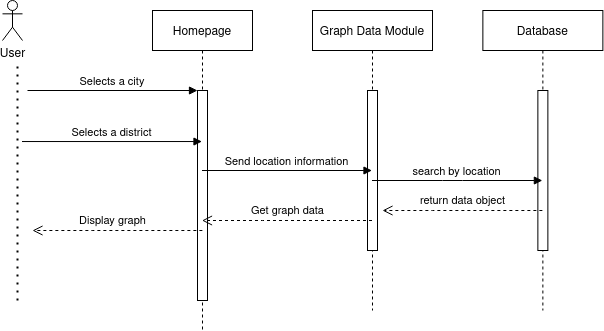 Homepage
Graph Data Module
Database
User
Selects a city
Selects a district
Send location information
search by location
return data object
Get graph data
Display graph